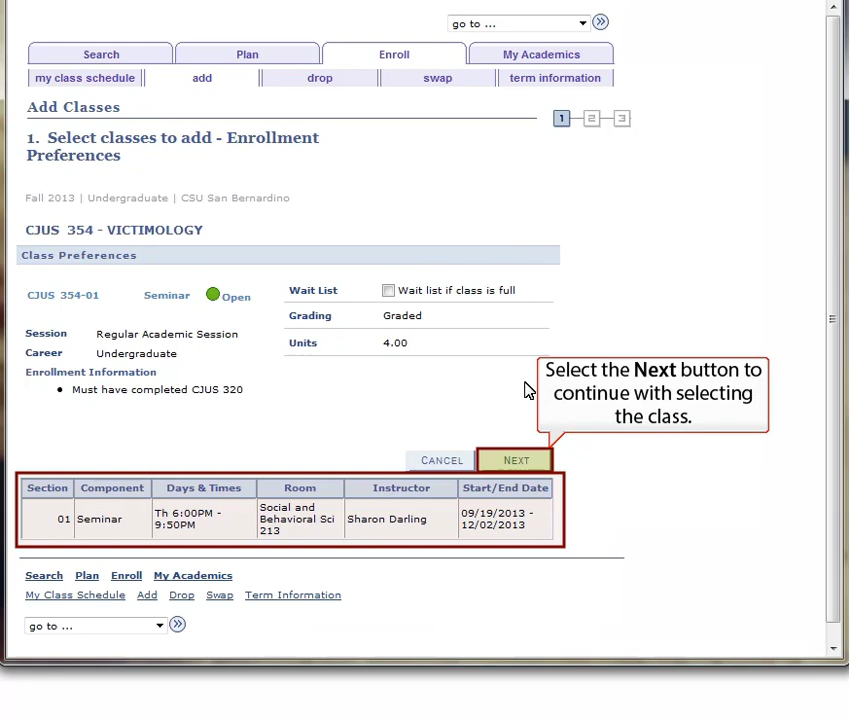 go to ...
Search Plan Enroll My Academics
my class schedule add drop swap term information
Add Classes
1 2 3
1. Select classes to add - Enrollment
Preferences
Fall 2013 | Undergraduate | CSU San Bernardino
CJUS 354 - VICTIMOLOGY
Class Preferences
CJUS 354-01 Seminar Open
Wait List Wait list if class is full
Grading Graded
Units 4.00
Session Regular Academic Session
Career Undergraduate
Enrollment Information
• Must have completed CJUS 320
Select the Next button to
continue with selecting
the class.
CANCEL NEXT
Section Component Days & Times Room Instructor Start/End Date
01 Seminar Th 6:00PM - 9:50PM Social and Behavioral Sci 213 Sharon Darling 09/19/2013 - 12/02/2013
Search Plan Enroll My Academics
My Class Schedule Add Drop Swap Term Information
go to ...